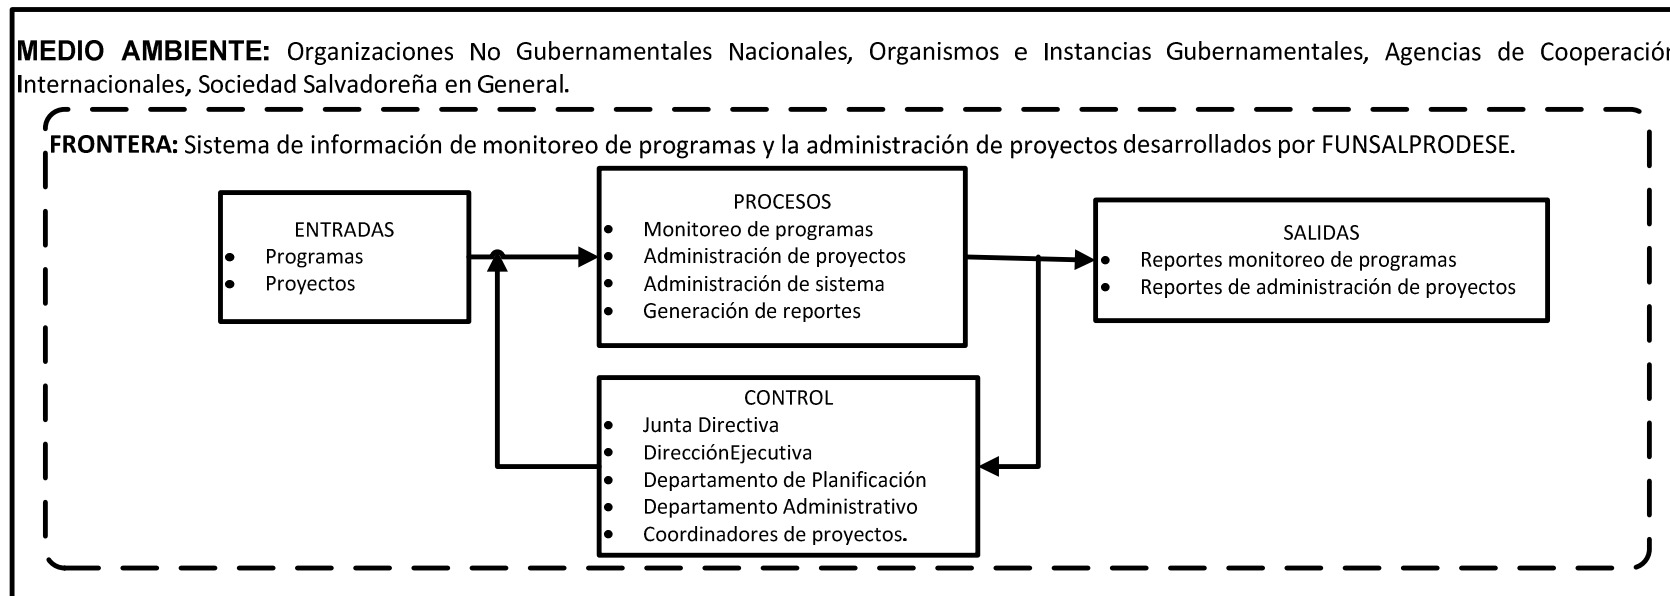 MEDIO AMBIENTE: Organizaciones No Gubernamentales Nacionales, Organismos e Instancias Gubernamentales, Agencias de Cooperación
Internacionales, Sociedad Salvadoreña en General.
FRONTERA: Sistema de información de monitoreo de programas y la administración de proyectos desarrollados por FUNSALPRODESE.
ENTRADAS
• Programas
• Proyectos
PROCESOS
• Monitoreo de programas
• Administración de proyectos
• Administración de sistema
• Generación de reportes
SALIDAS
• Reportes monitoreo de programas
• Reportes de administración de proyectos
CONTROL
• Junta Directiva
• DirecciónEjecutiva
• Departamento de Planificación
• Departamento Administrativo
• Coordinadores de proyectos.